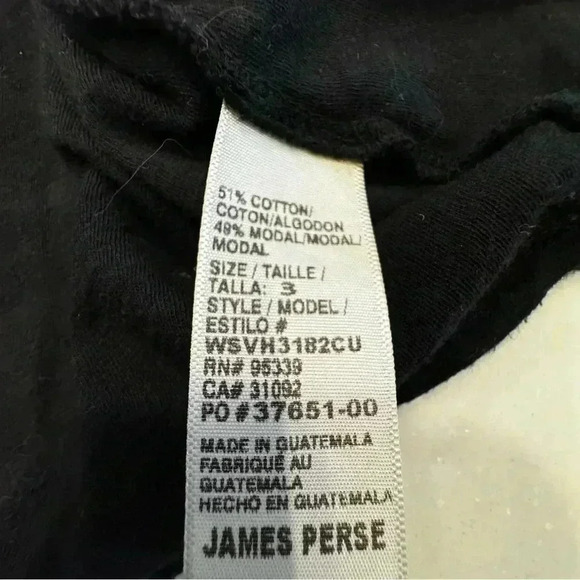 51% COTTON/
COTON/ALGODON
49% MODAL/MODAL/
MODAL
SIZE / TAILLE /
TALLA: 3
STYLE / MODEL /
ESTILO #
WSVH3182CU
RN# 95339
CA# 31092
PO # 37651-00
MADE IN GUATEMALA
FABRIQUÉ AU
GUATEMALA
HECHO EN GUATEMALA
JAMES PERSE